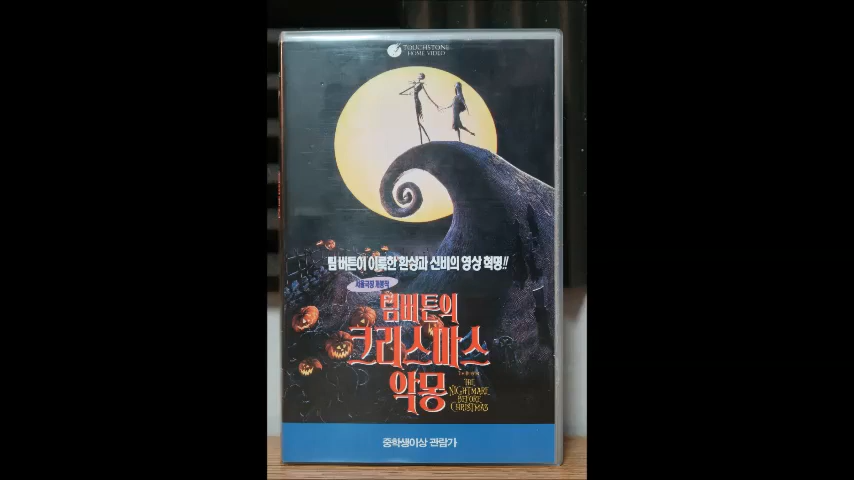 TOUCHSTONE
HOME VIDEO
팀 버튼이 이룩한 환상과 신비의 영상 혁명!!
서울극장 개봉작
팀버튼의
크리스마스
악몽
THE
NIGHTMARE
BEFORE
CHRISTMAS
중학생이상 관람가